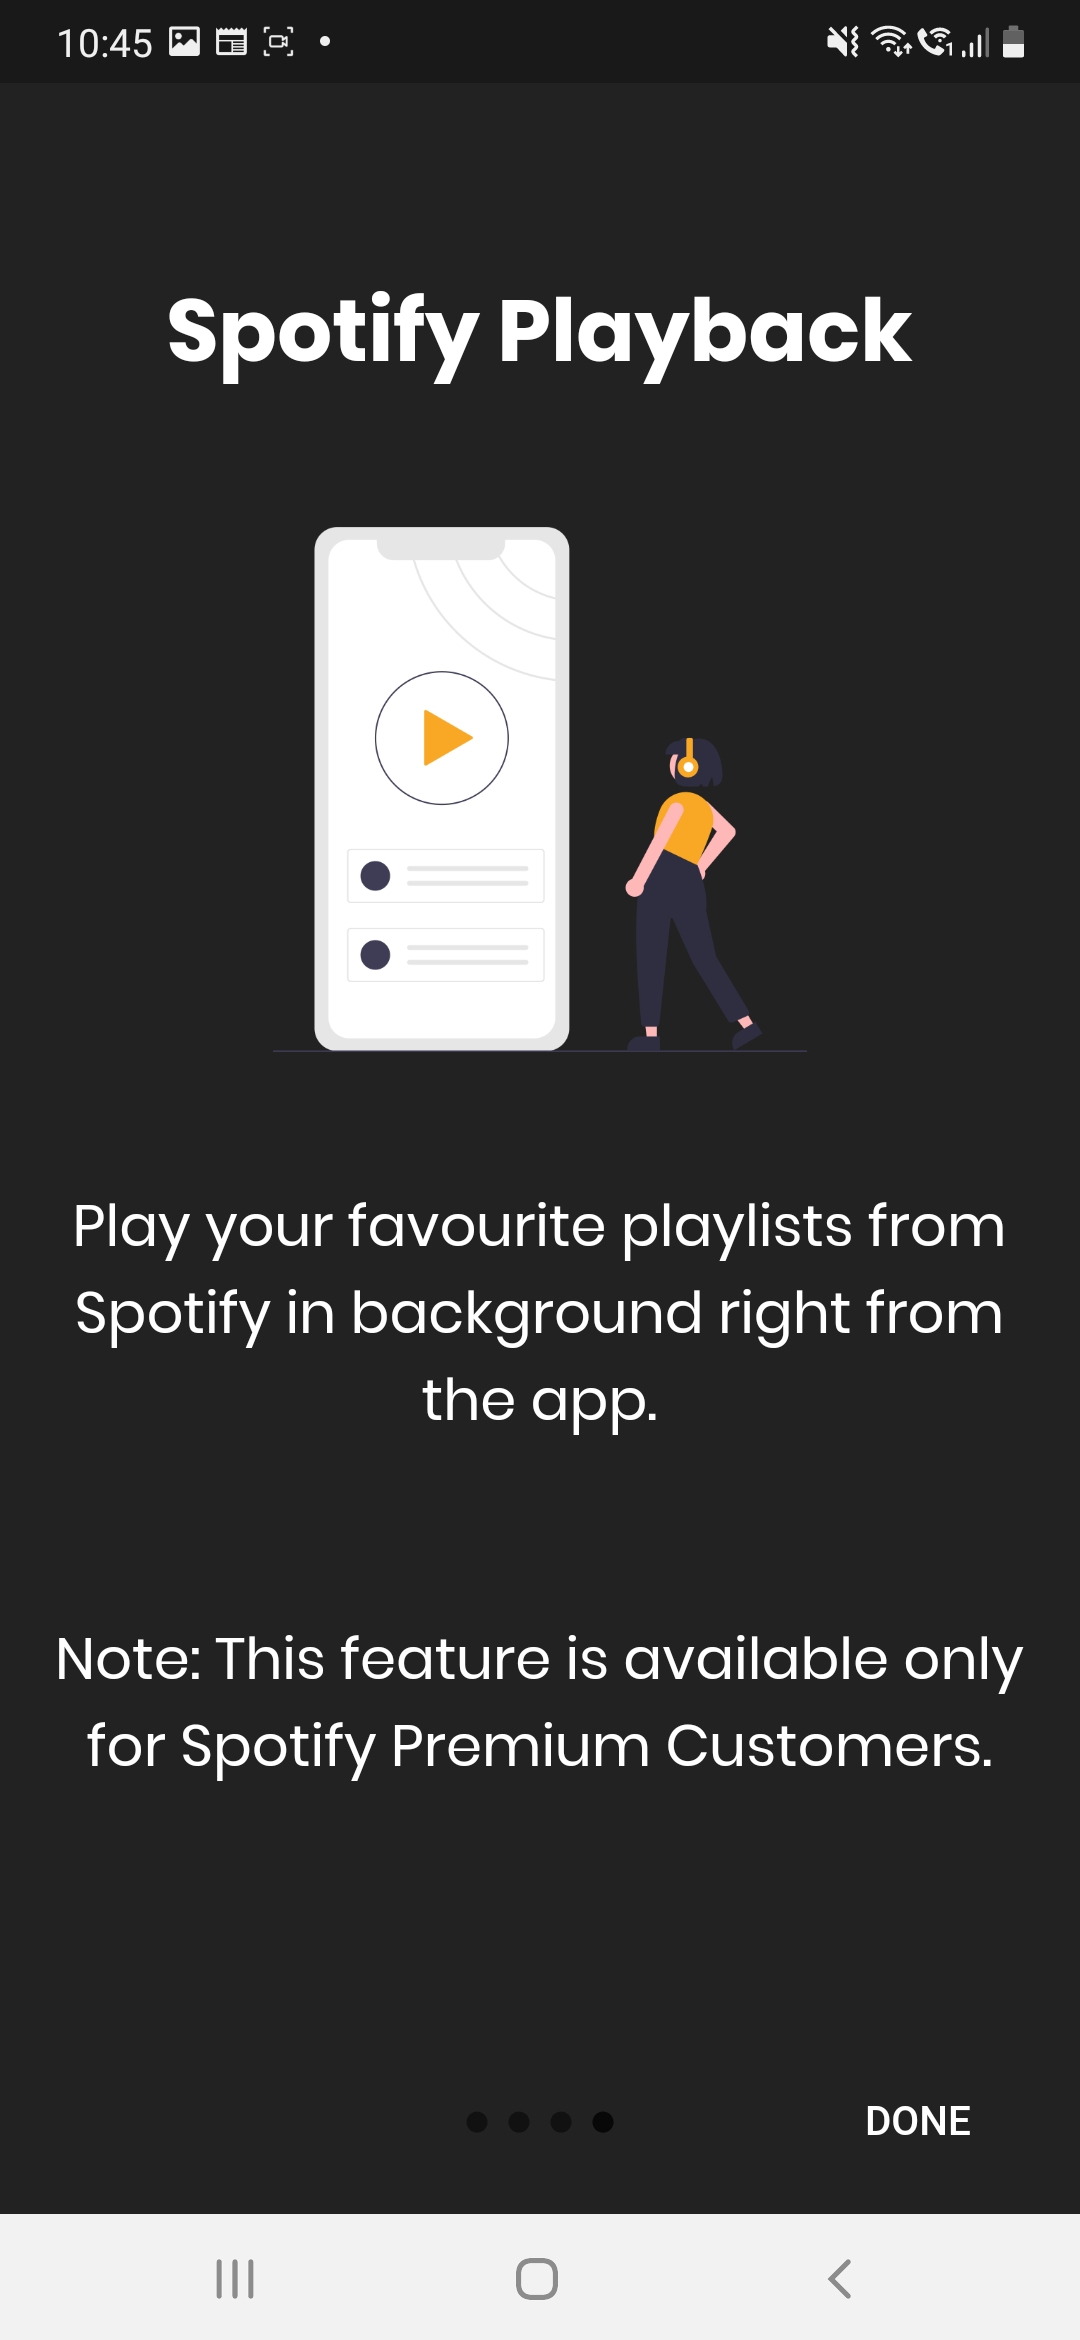 10:45
Spotify Playback
Play your favourite playlists from
Spotify in background right from
the app.
Note: This feature is available only
for Spotify Premium Customers.
DONE